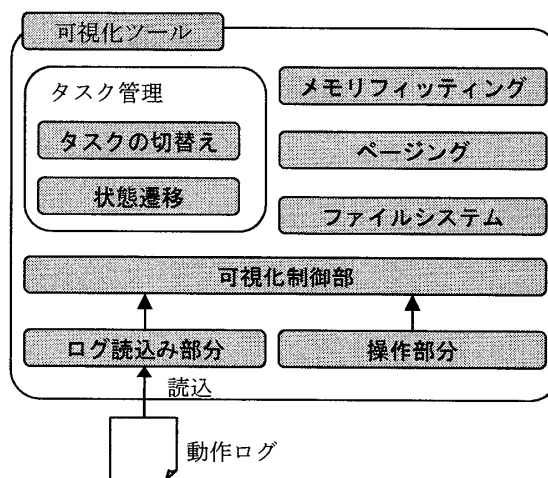 可視化ツール
タスク管理
タスクの切替え
状態遷移
メモリフィッティング
ページング
ファイルシステム
可視化制御部
ログ読込み部分
操作部分
読込
動作ログ